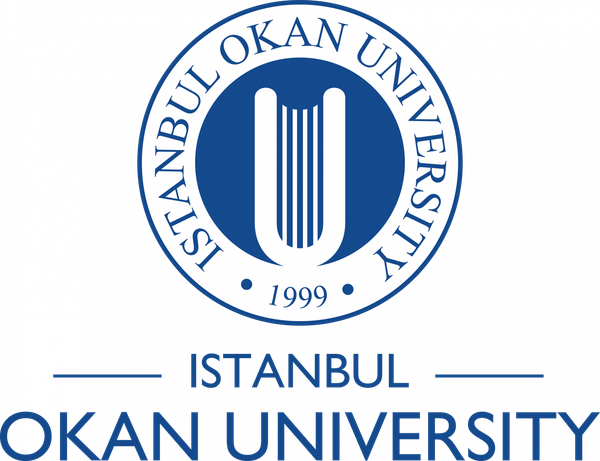 ISTANBUL OKAN UNIVERSITY
• 1999 •
ISTANBUL
OKAN UNIVERSITY